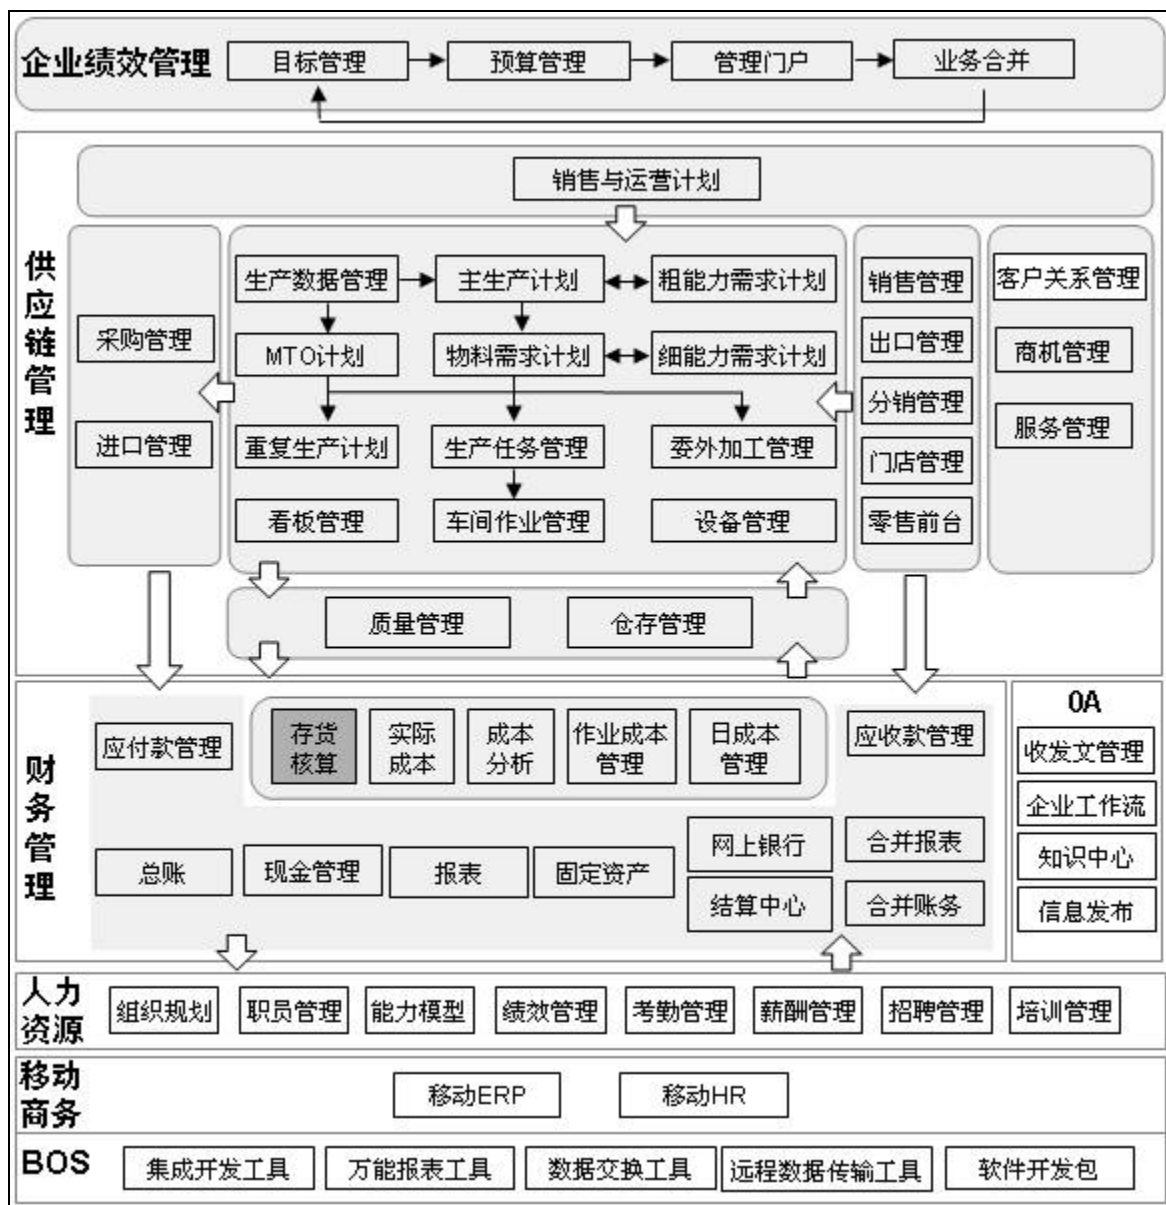 企业绩效管理
目标管理
预算管理
管理门户
业务合并
供应链管理
销售与运营计划
采购管理
进口管理
生产数据管理
主生产计划
粗能力需求计划
MTO计划
物料需求计划
细能力需求计划
重复生产计划
生产任务管理
委外加工管理
看板管理
车间作业管理
设备管理
销售管理
出口管理
分销管理
门店管理
零售前台
客户关系管理
商机管理
服务管理
质量管理
仓存管理
财务管理
应付款管理
存货
核算
实际
成本
成本
分析
作业成本
管理
日成本
管理
应收款管理
总账
现金管理
报表
固定资产
网上银行
结算中心
合并报表
合并账务
OA
收发文管理
企业工作流
知识中心
信息发布
人力
资源
组织规划
职员管理
能力模型
绩效管理
考勤管理
薪酬管理
招聘管理
培训管理
移动
商务
移动ERP
移动HR
BOS
集成开发工具
万能报表工具
数据交换工具
远程数据传输工具
软件开发包